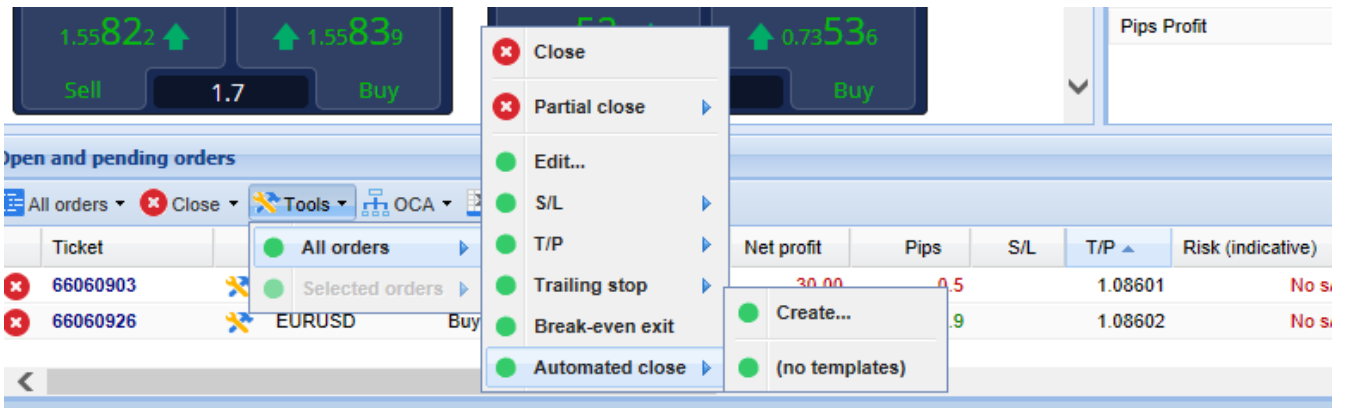 1.55822 1.55839 53 0.73536 Pips Profit
Sell 1.7 Buy Buy
Close
Partial close
Open and pending orders
Edit...
All orders Close Tools OCA S/L
Ticket All orders T/P Net profit Pips S/L T/P Risk (indicative)
66060903 Selected orders Trailing stop 30.00 0.5 1.08601 No
66060926 EURUSD Buy Break-even exit Create... .9 1.08602 No
Automated close (no templates)